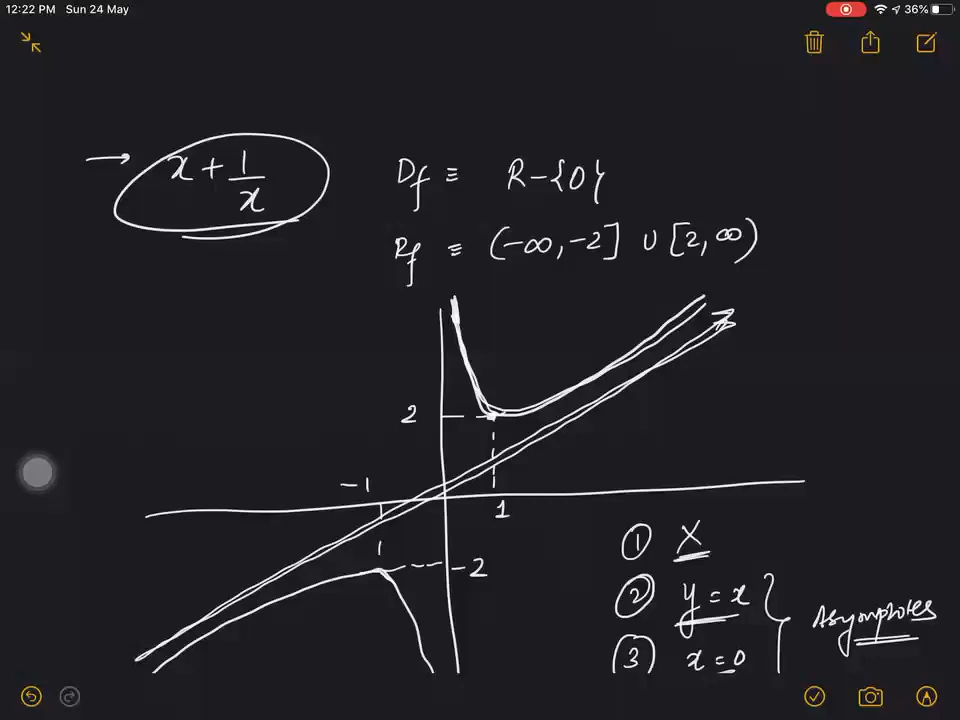 12:22 PM Sun 24 May
36%
→ x + 1/x
Df ≡ R-{0}
Rf ≡ (-∞, -2] ∪ [2, ∞)
2
-1
1
-2
① X
② y = x
③ x = 0
Asymptotes